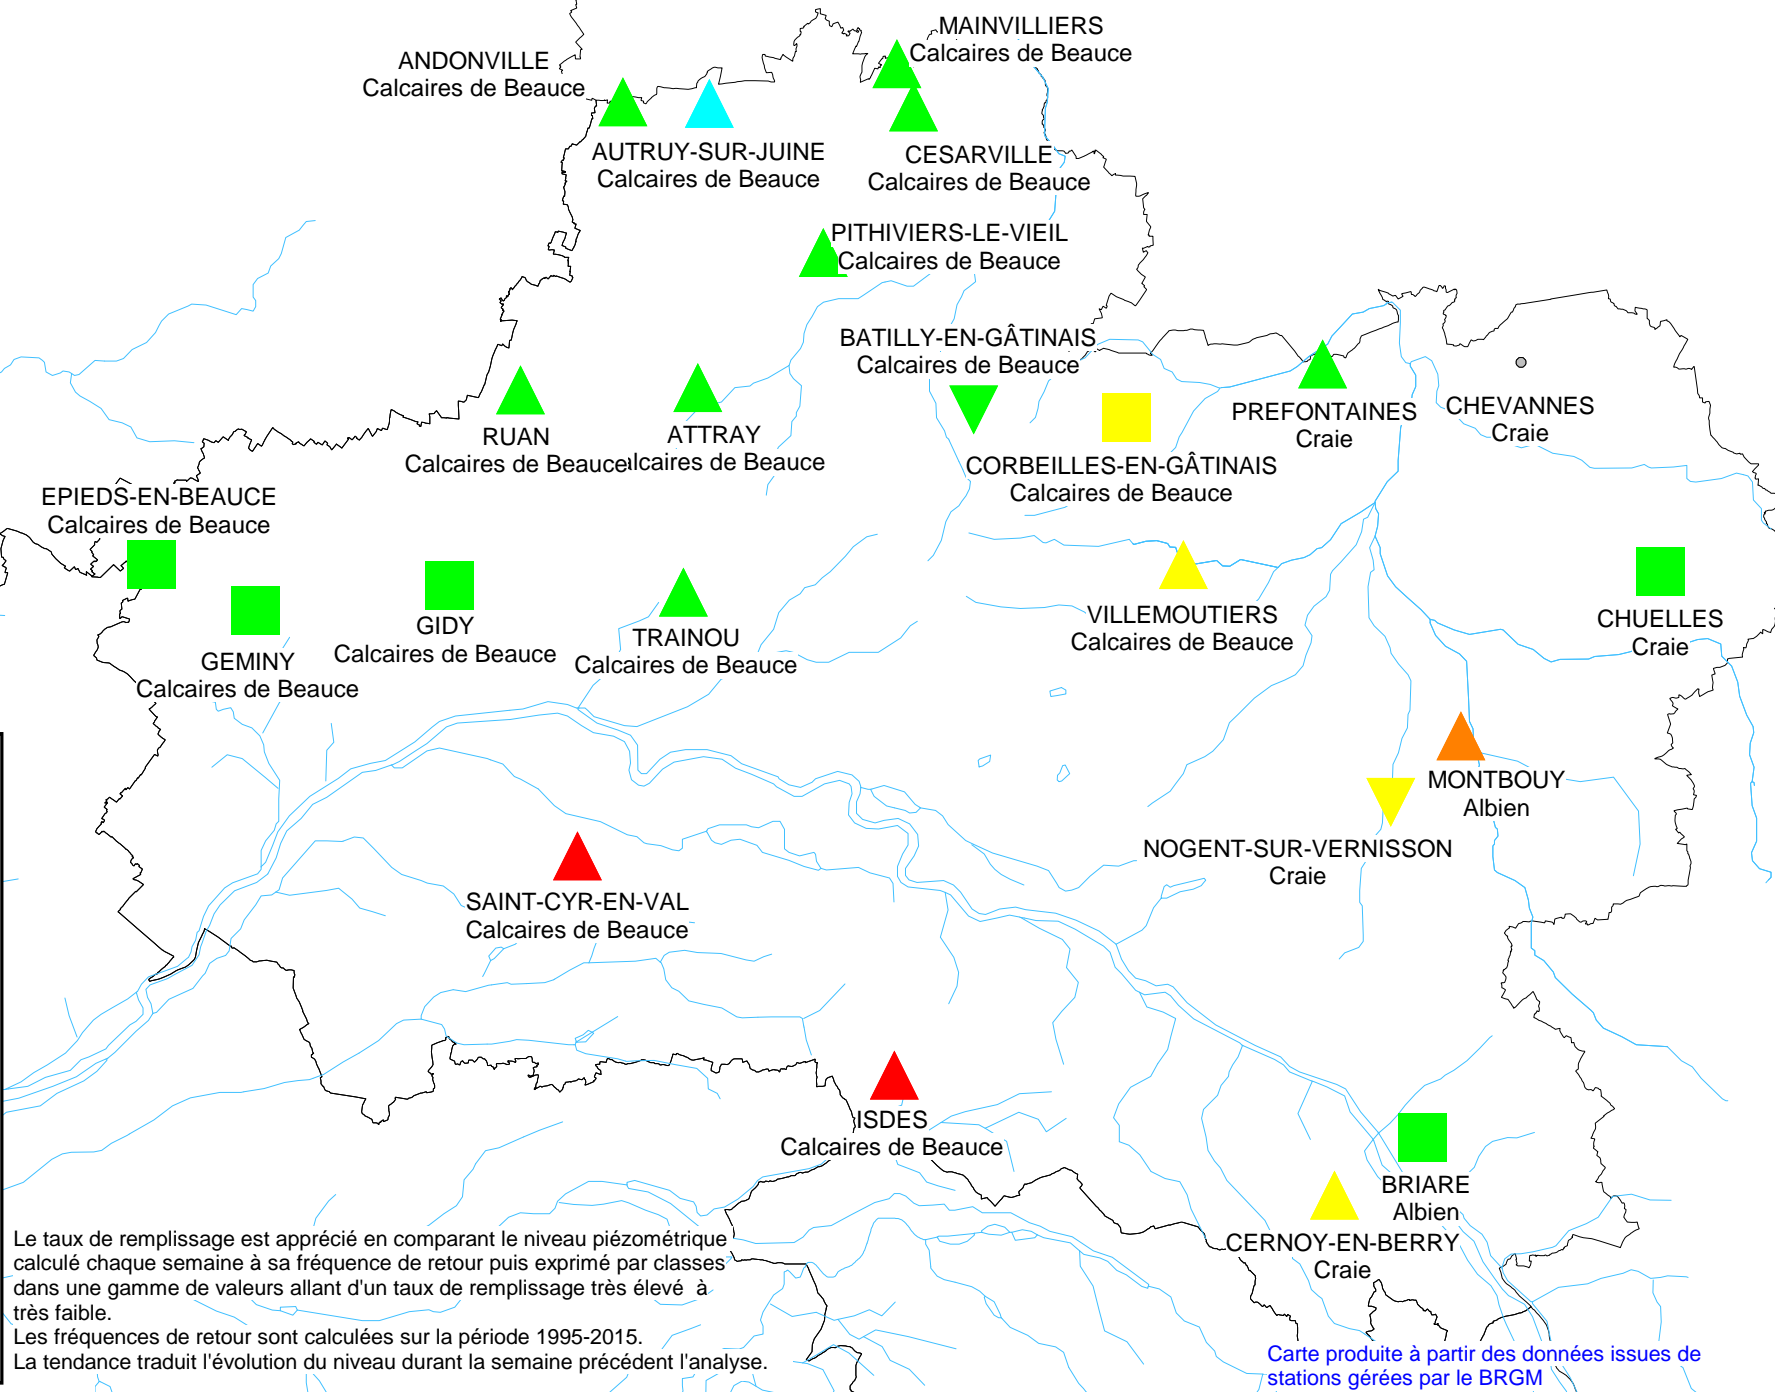 MAINVILLIERS
Calcaires de Beauce
ANDONVILLE
Calcaires de Beauce
AUTRUY-SUR-JUINE
Calcaires de Beauce
CESARVILLE
Calcaires de Beauce
PITHIVIERS-LE-VIEIL
Calcaires de Beauce
BATILLY-EN-GÂTINAIS
Calcaires de Beauce
PREFONTAINES
Craie
CHEVANNES
Craie
RUAN
Calcaires de Beauce
ATTRAY
alcaires de Beauce
CORBEILLES-EN-GÂTINAIS
Calcaires de Beauce
EPIEDS-EN-BEAUCE
Calcaires de Beauce
GEMINY
Calcaires de Beauce
GIDY
Calcaires de Beauce
TRAINOU
Calcaires de Beauce
VILLEMOUTIERS
Calcaires de Beauce
CHUELLES
Craie
MONTBOUY
Albien
NOGENT-SUR-VERNISSON
Craie
SAINT-CYR-EN-VAL
Calcaires de Beauce
ISDES
Calcaires de Beauce
BRIARE
Albien
CERNOY-EN-BERRY
Craie
Le taux de remplissage est apprécié en comparant le niveau piézométrique
calculé chaque semaine à sa fréquence de retour puis exprimé par classes
dans une gamme de valeurs allant d'un taux de remplissage très élevé à
très faible.
Les fréquences de retour sont calculées sur la période 1995-2015.
La tendance traduit l'évolution du niveau durant la semaine précédent l'analyse.
Carte produite à partir des données issues de
stations gérées par le BRGM